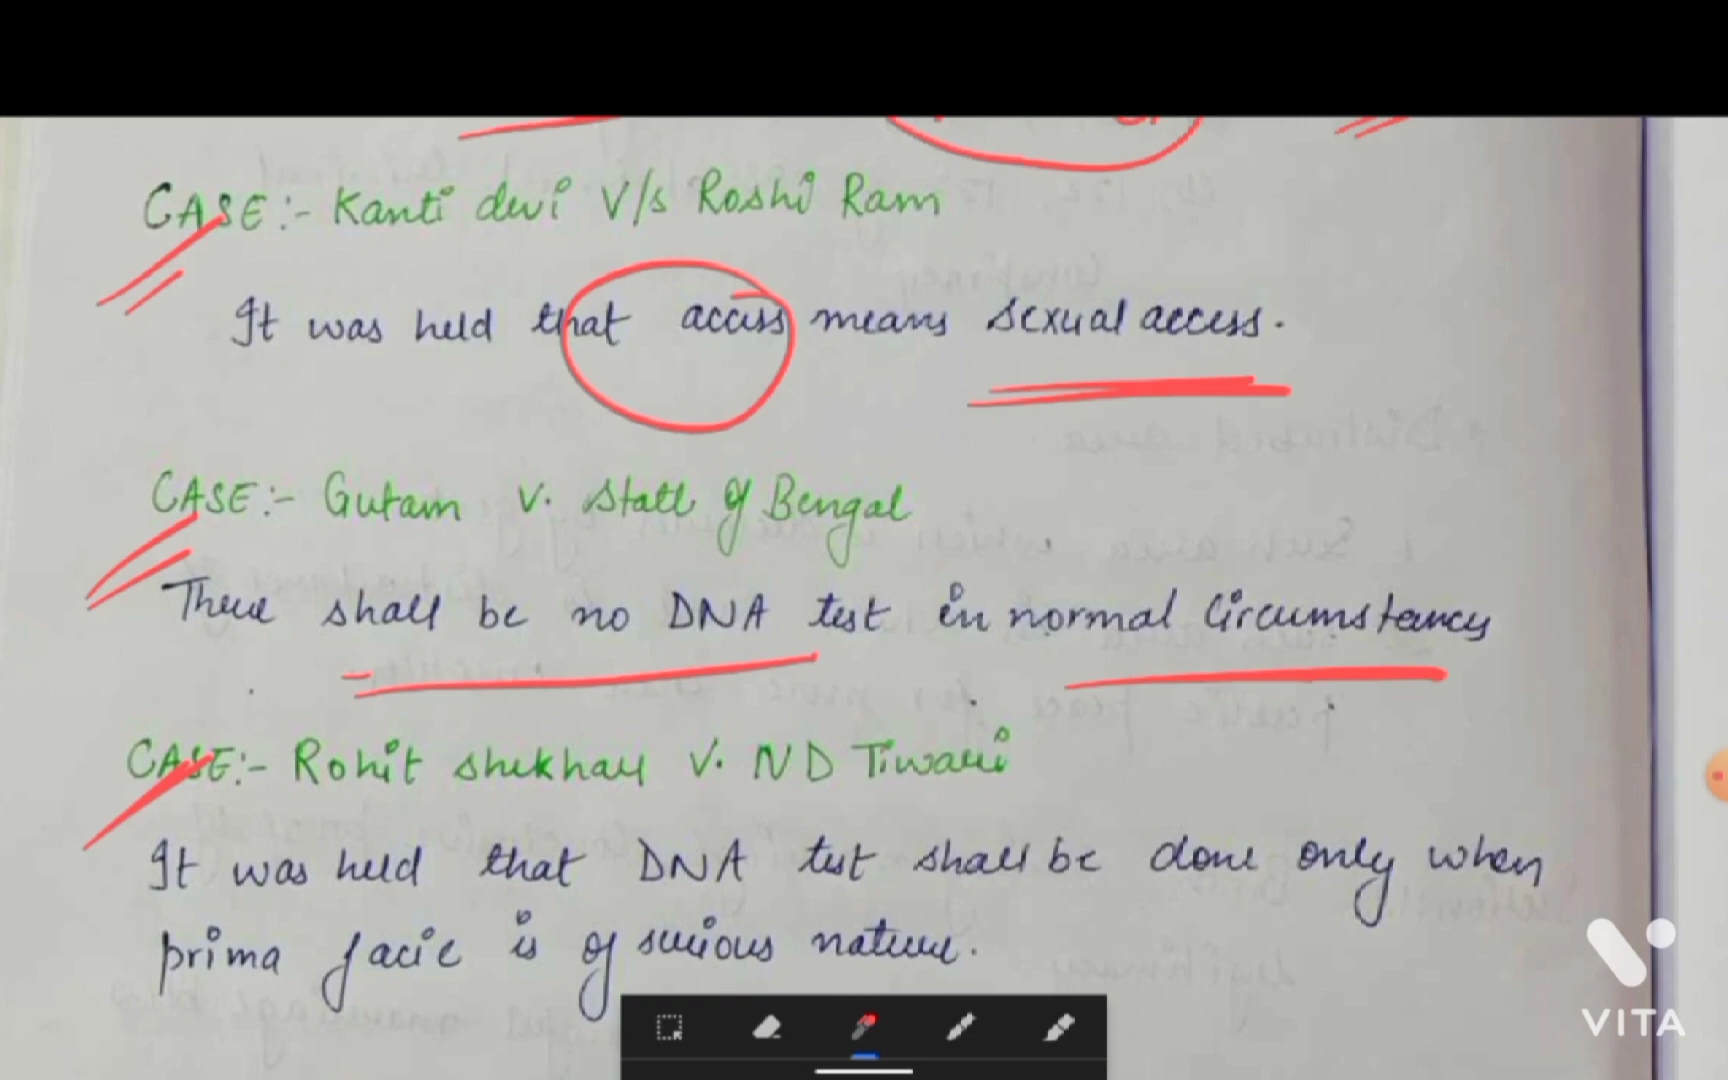 CASE:- Kanti devi V/s Roshi Ram
It was held that access means sexual access.
CASE:- Gutam v. State of Bengal
There shall be no DNA test in normal Circumstances
CASE:- Rohit shekhar V. ND Tiwari
It was held that DNA test shall be done only when
prima facie is of serious nature.
VITA